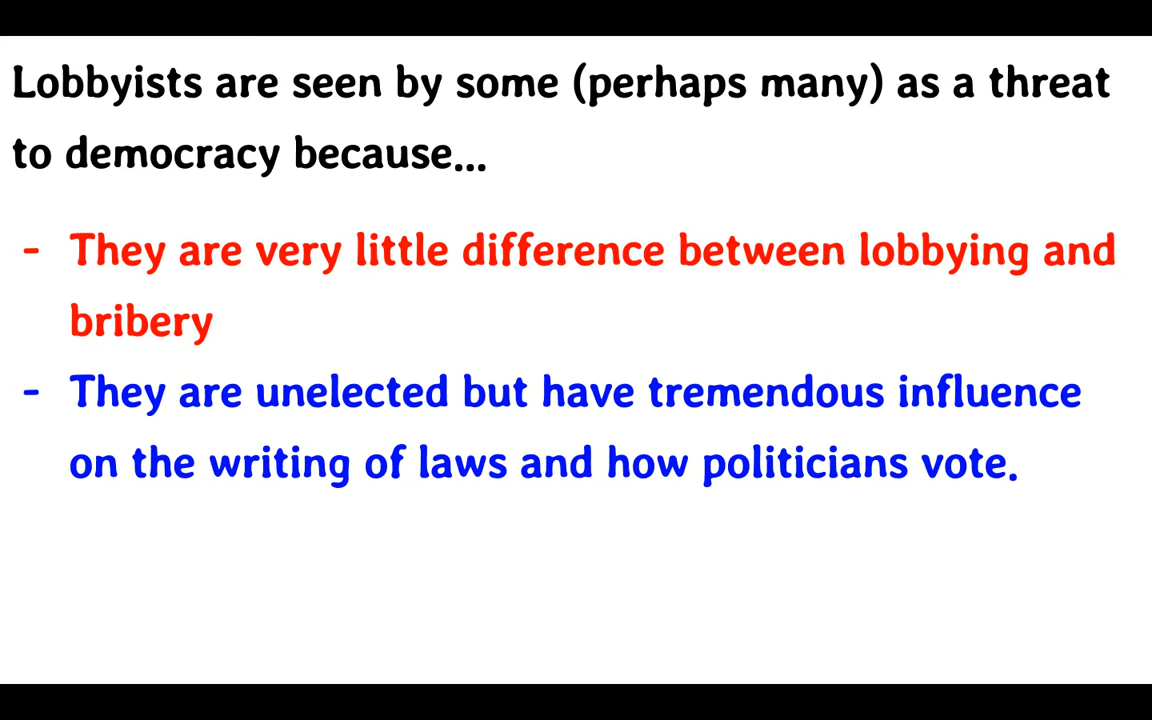 Lobbyists are seen by some (perhaps many) as a threat
to democracy because...
- They are very little difference between lobbying and
bribery
- They are unelected but have tremendous influence
on the writing of laws and how politicians vote.